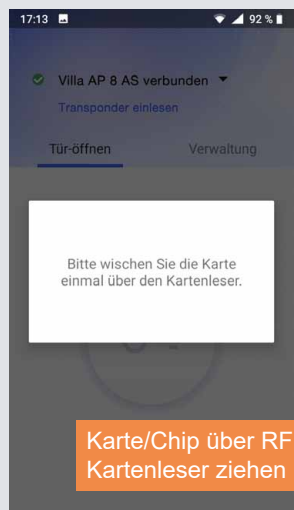 17:13 92 %
Villa AP 8 AS verbunden
Transponder einlesen
Tür-öffnen Verwaltung
Bitte wischen Sie die Karte
einmal über den Kartenleser.
Karte/Chip über RF
Kartenleser ziehen